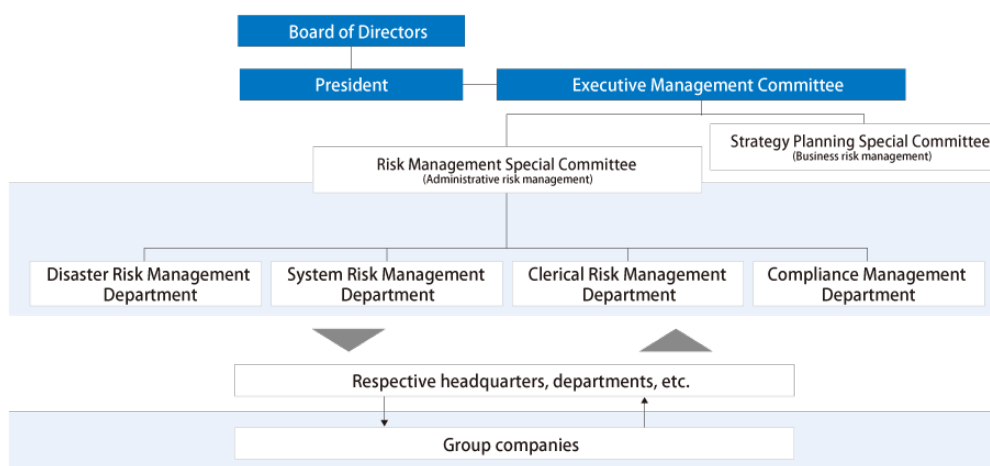 Board of Directors
President
Executive Management Committee
Strategy Planning Special Committee
(Business risk management)
Risk Management Special Committee
(Administrative risk management)
Disaster Risk Management
Department
System Risk Management
Department
Clerical Risk Management
Department
Compliance Management
Department
Respective headquarters, departments, etc.
Group companies